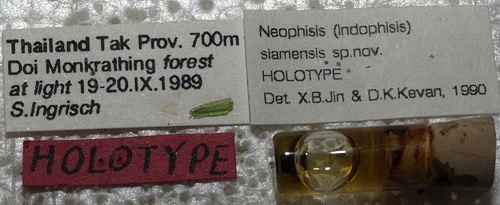 Thailand Tak Prov. 700m
Doi Monkrathing forest
at light 19-20.IX.1989
S.Ingrisch
Neophisis (Indophisis)
siamensis sp.nov.
HOLOTYPE
Det. X.B.Jin & D.K.Kevan, 1990
HOLOTYPE